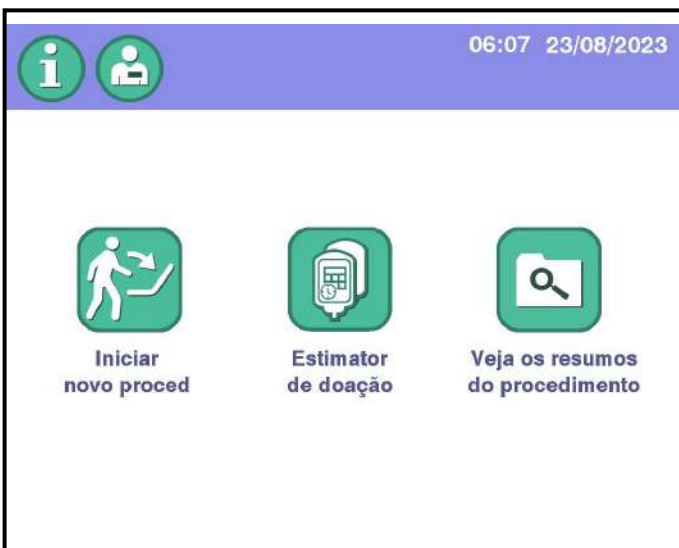 06:07 23/08/2023
Iniciar
novo proced
Estimator
de doação
Veja os resumos
do procedimento